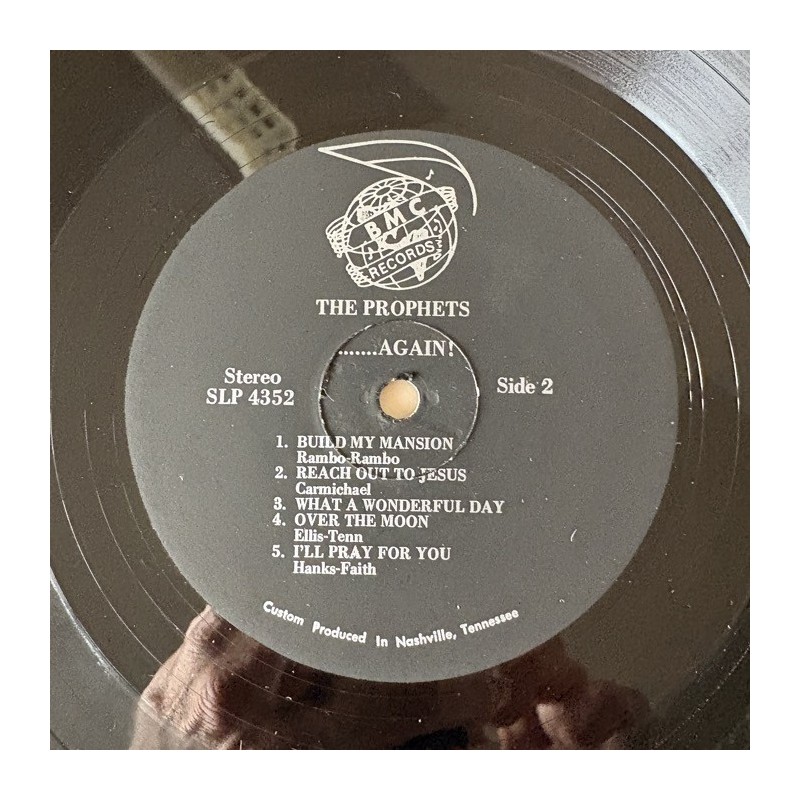 BMC
RECORDS
THE PROPHETS
.......AGAIN!
Stereo
SLP 4352
Side 2
1. BUILD MY MANSION
Rambo-Rambo
2. REACH OUT TO JESUS
Carmichael
3. WHAT A WONDERFUL DAY
4. OVER THE MOON
Ellis-Tenn
5. I'LL PRAY FOR YOU
Hanks-Faith
Custom Produced In Nashville, Tennessee